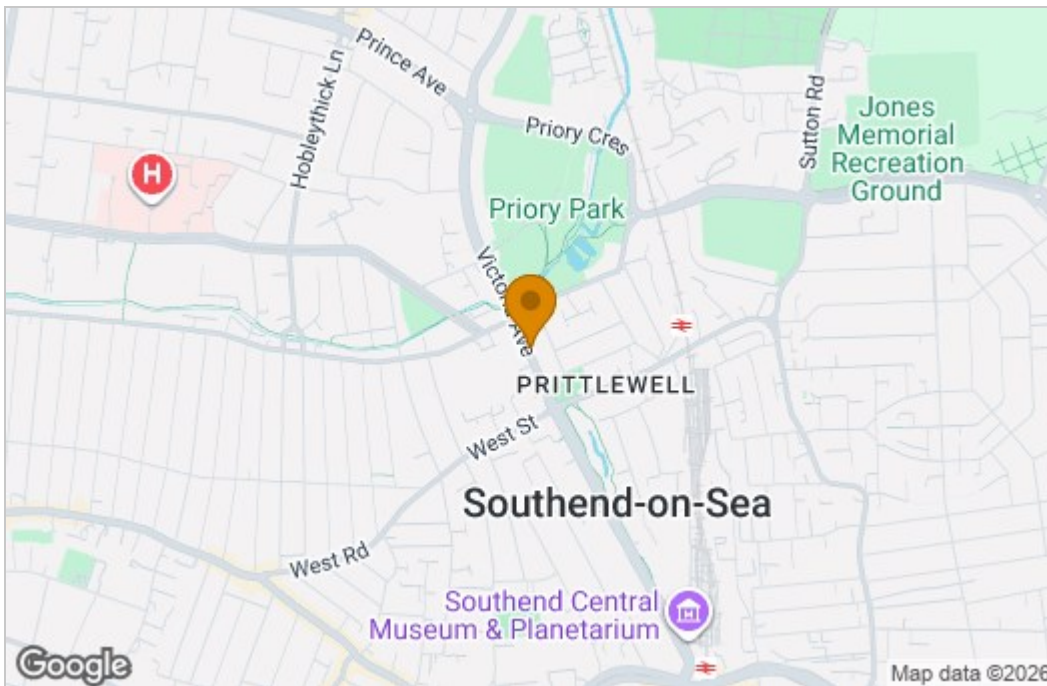 Prince Ave
Hobleythick Ln
Priory Cres
Sutton Rd
Jones
Memorial
Recreation
Ground
H
Priory Park
Victoria Ave
PRITTLEWELL
West St
Southend-on-Sea
West Rd
Southend Central
Museum & Planetarium
Google
Map data ©2026